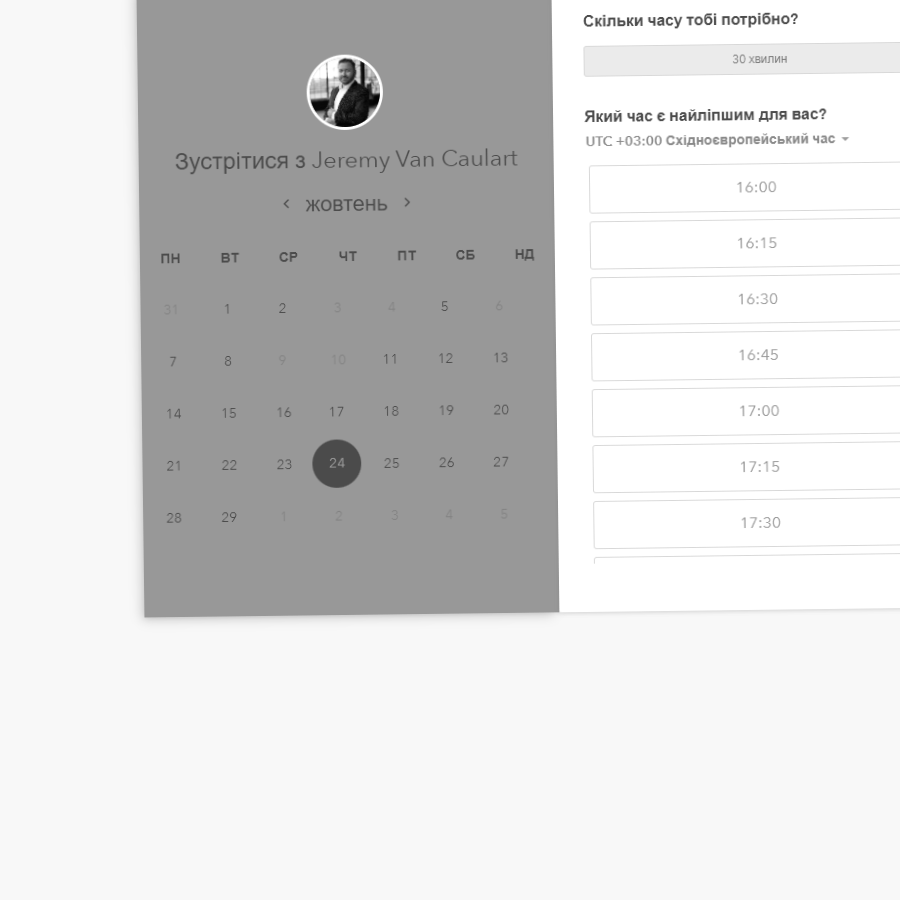 Зустрітися з Jeremy Van Caulart
жовтень
ПН ВТ СР ЧТ ПТ СБ НД
31 1 2 3 4 5 6
7 8 9 10 11 12 13
14 15 16 17 18 19 20
21 22 23 24 25 26 27
28 29 1 2 3 4 5
Скільки часу тобі потрібно?
30 хвилин
Який час є найліпшим для вас?
UTC +03:00 Східноєвропейський час
16:00
16:15
16:30
16:45
17:00
17:15
17:30